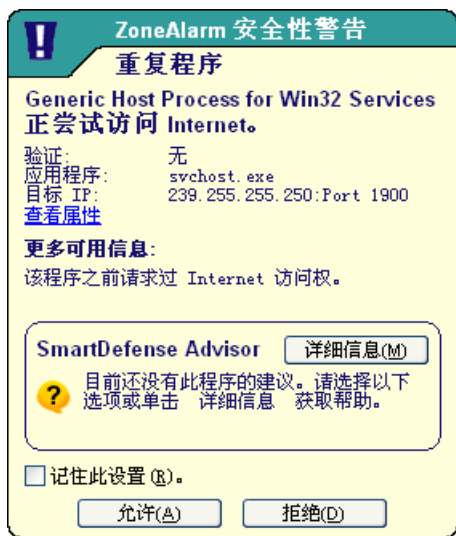 ZoneAlarm 安全性警告
重复程序
Generic Host Process for Win32 Services
正尝试访问 Internet。
验证: 无
应用程序: svchost.exe
目标 IP: 239.255.255.250:Port 1900
查看属性
更多可用信息:
该程序之前请求过 Internet 访问权。
SmartDefense Advisor 详细信息(M)
目前还没有此程序的建议。请选择以下
选项或单击 详细信息 获取帮助。
记住此设置(R)。
允许(A) 拒绝(D)